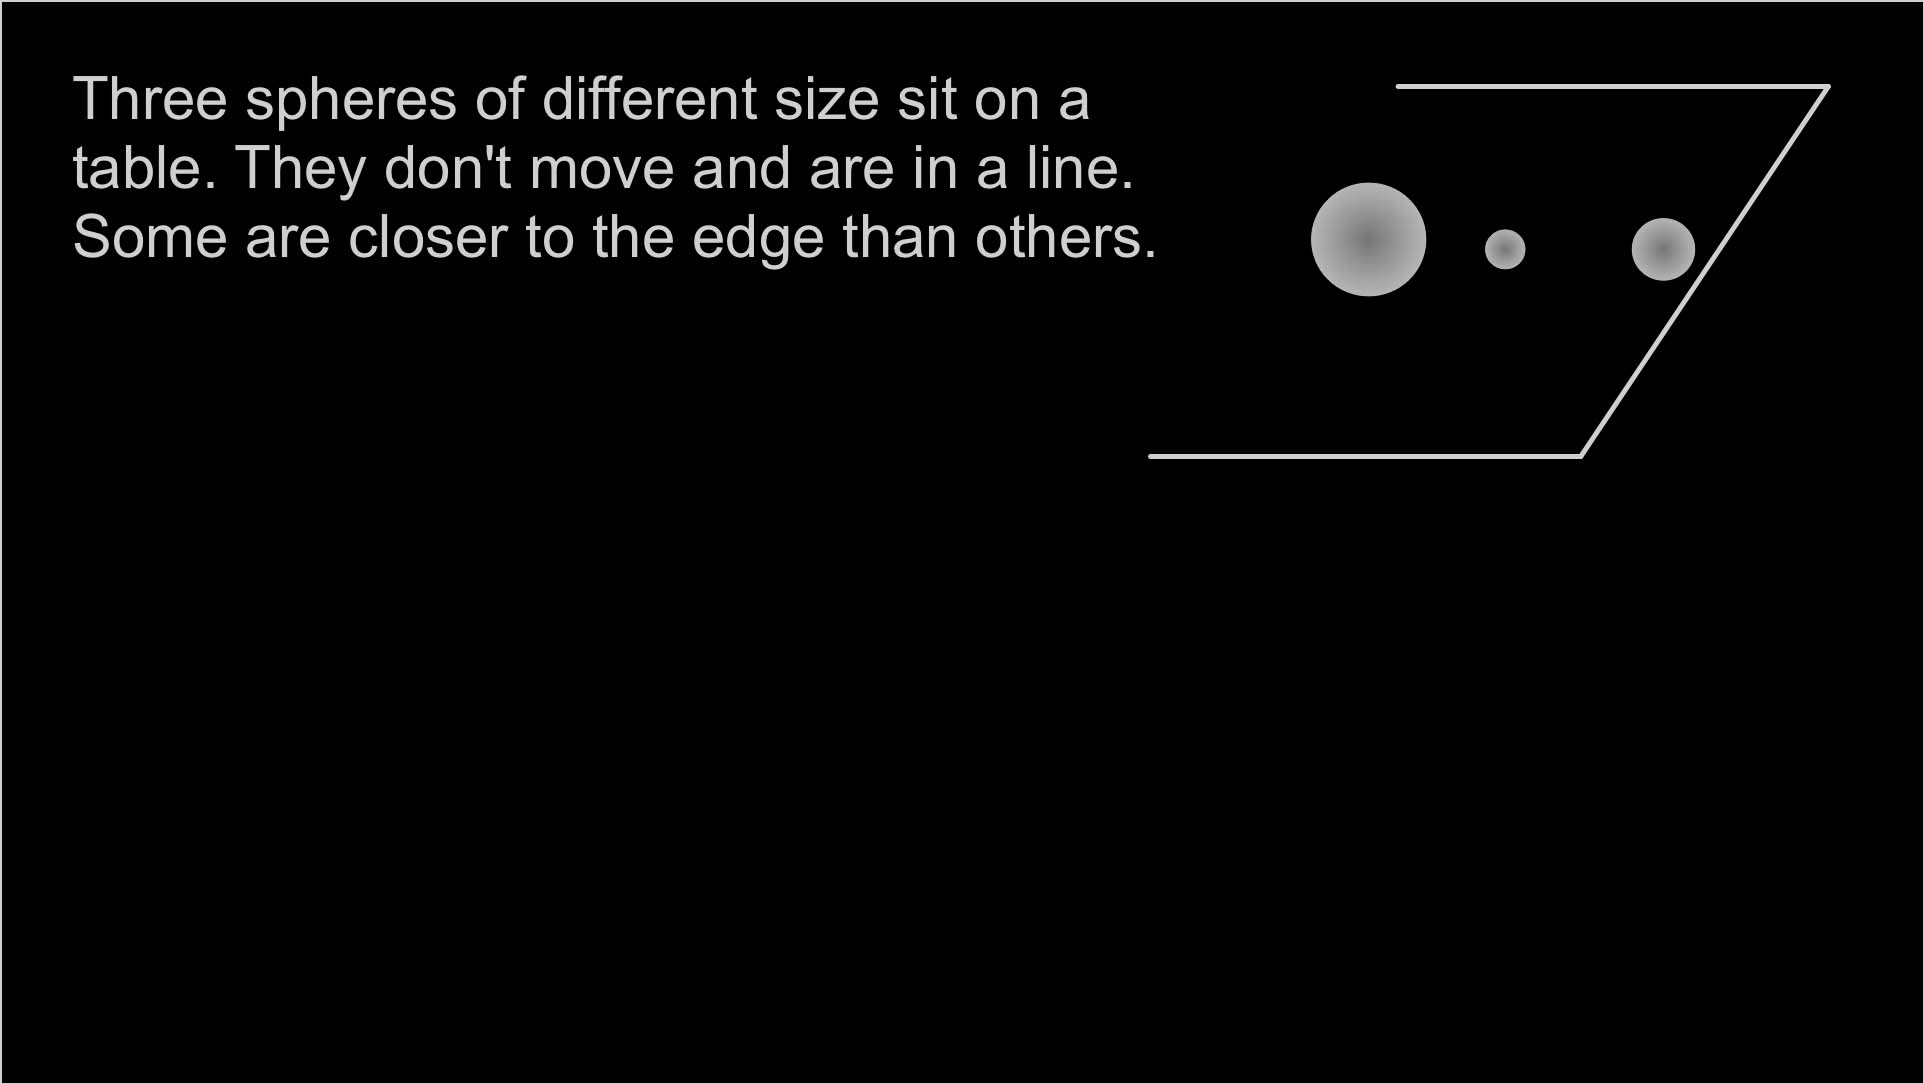 Three spheres of different size sit on a
table. They don't move and are in a line.
Some are closer to the edge than others.